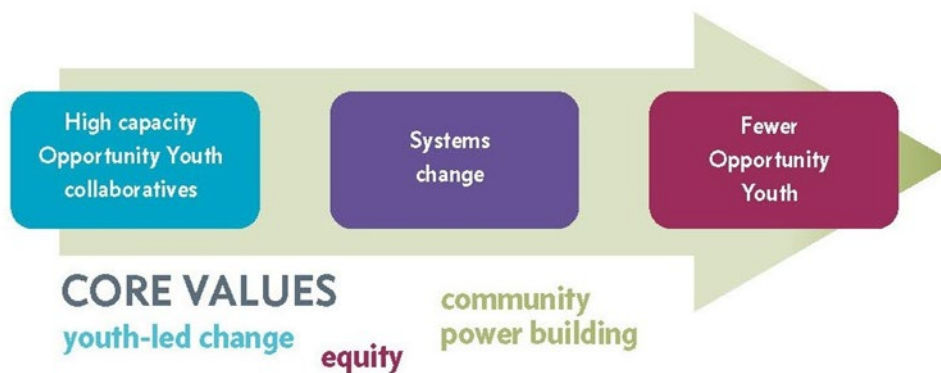 High capacity
Opportunity Youth
collaboratives
Systems
change
Fewer
Opportunity
Youth
CORE VALUES
youth-led change
equity
community
power building